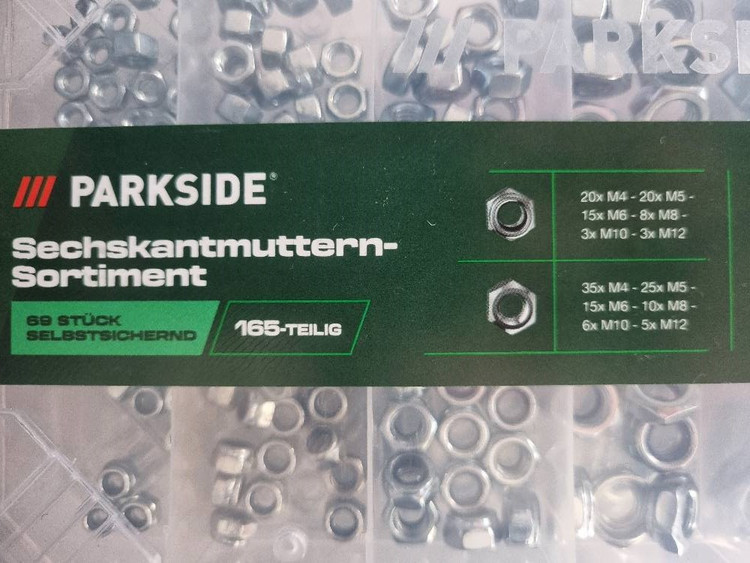 PARKSIDE
PARKSIDE®
Sechskantmuttern-
Sortiment
69 STÜCK
SELBSTSICHERND
165-TEILIG
20x M4 - 20x M5 -
15x M6 - 8x M8 -
3x M10 - 3x M12
35x M4 - 25x M5 -
15x M6 - 10x M8 -
6x M10 - 5x M12